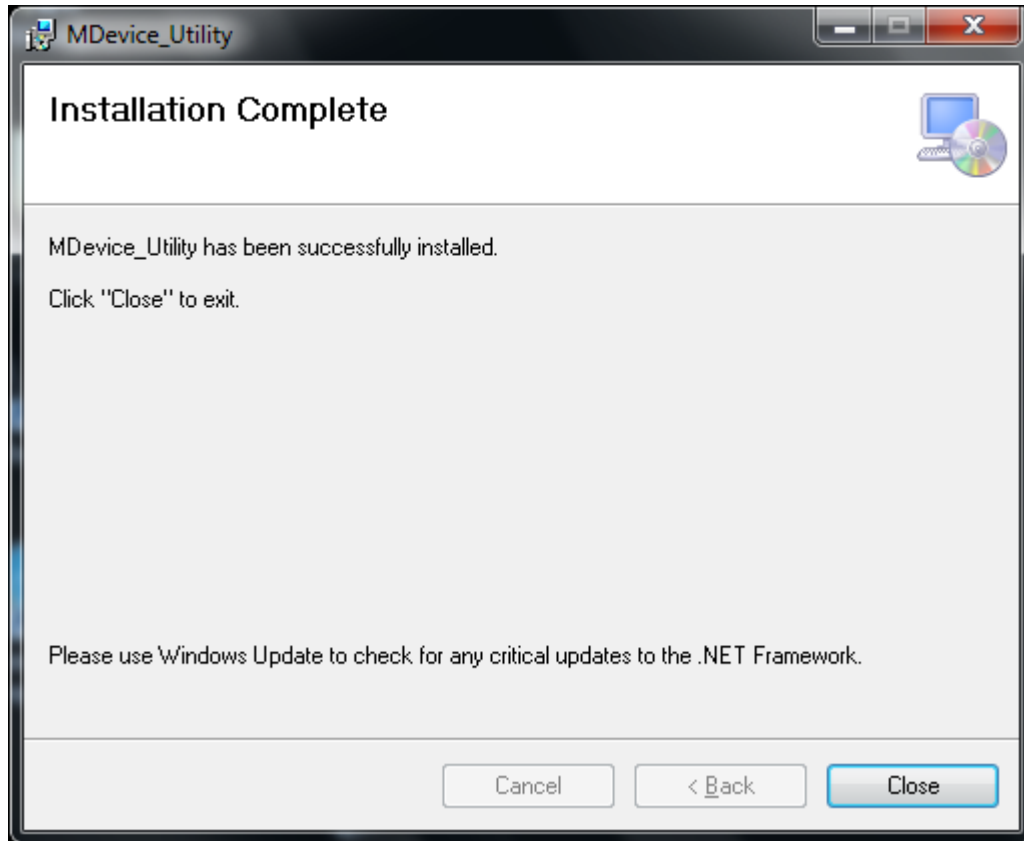 MDevice_Utility
Installation Complete
MDevice_Utility has been successfully installed.
Click "Close" to exit.
Please use Windows Update to check for any critical updates to the .NET Framework.
Cancel
< Back
Close